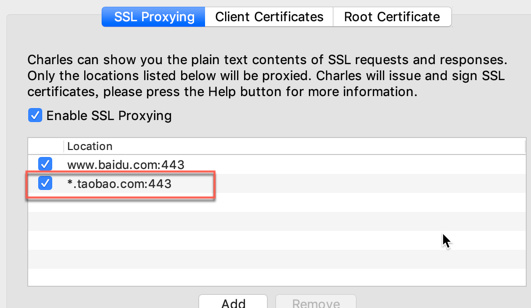 SSL Proxying Client Certificates Root Certificate
Charles can show you the plain text contents of SSL requests and responses.
Only the locations listed below will be proxied. Charles will issue and sign SSL
certificates, please press the Help button for more information.
Enable SSL Proxying
Location
www.baidu.com:443
*.taobao.com:443
Add Remove